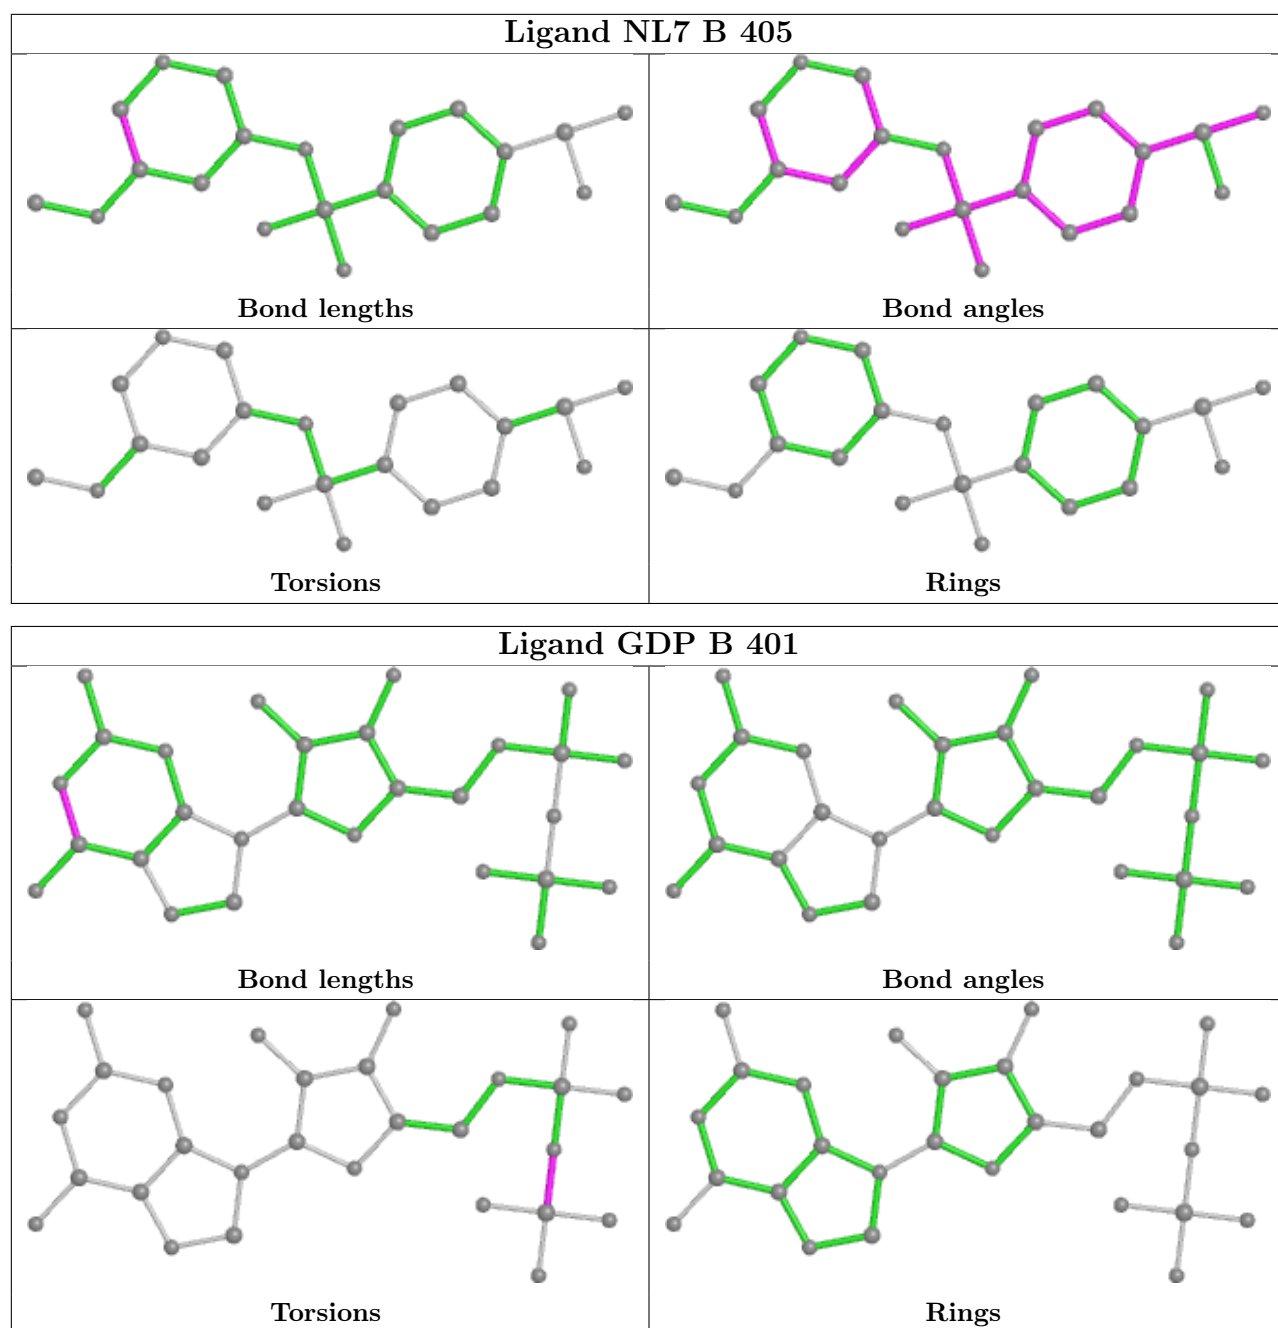 Ligand NL7 B 405
Bond lengths
Bond angles
Torsions
Rings
Ligand GDP B 401
Bond lengths
Bond angles
Torsions
Rings